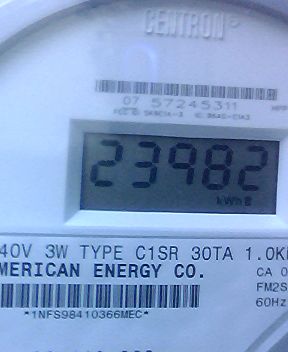 CENTRON®
07 57245311
23982
kWh
40V 3W TYPE C1SR 30TA 1.0K
MERICAN ENERGY CO.
CA 0
FM2S
60Hz
*1NFS98410366MEC*